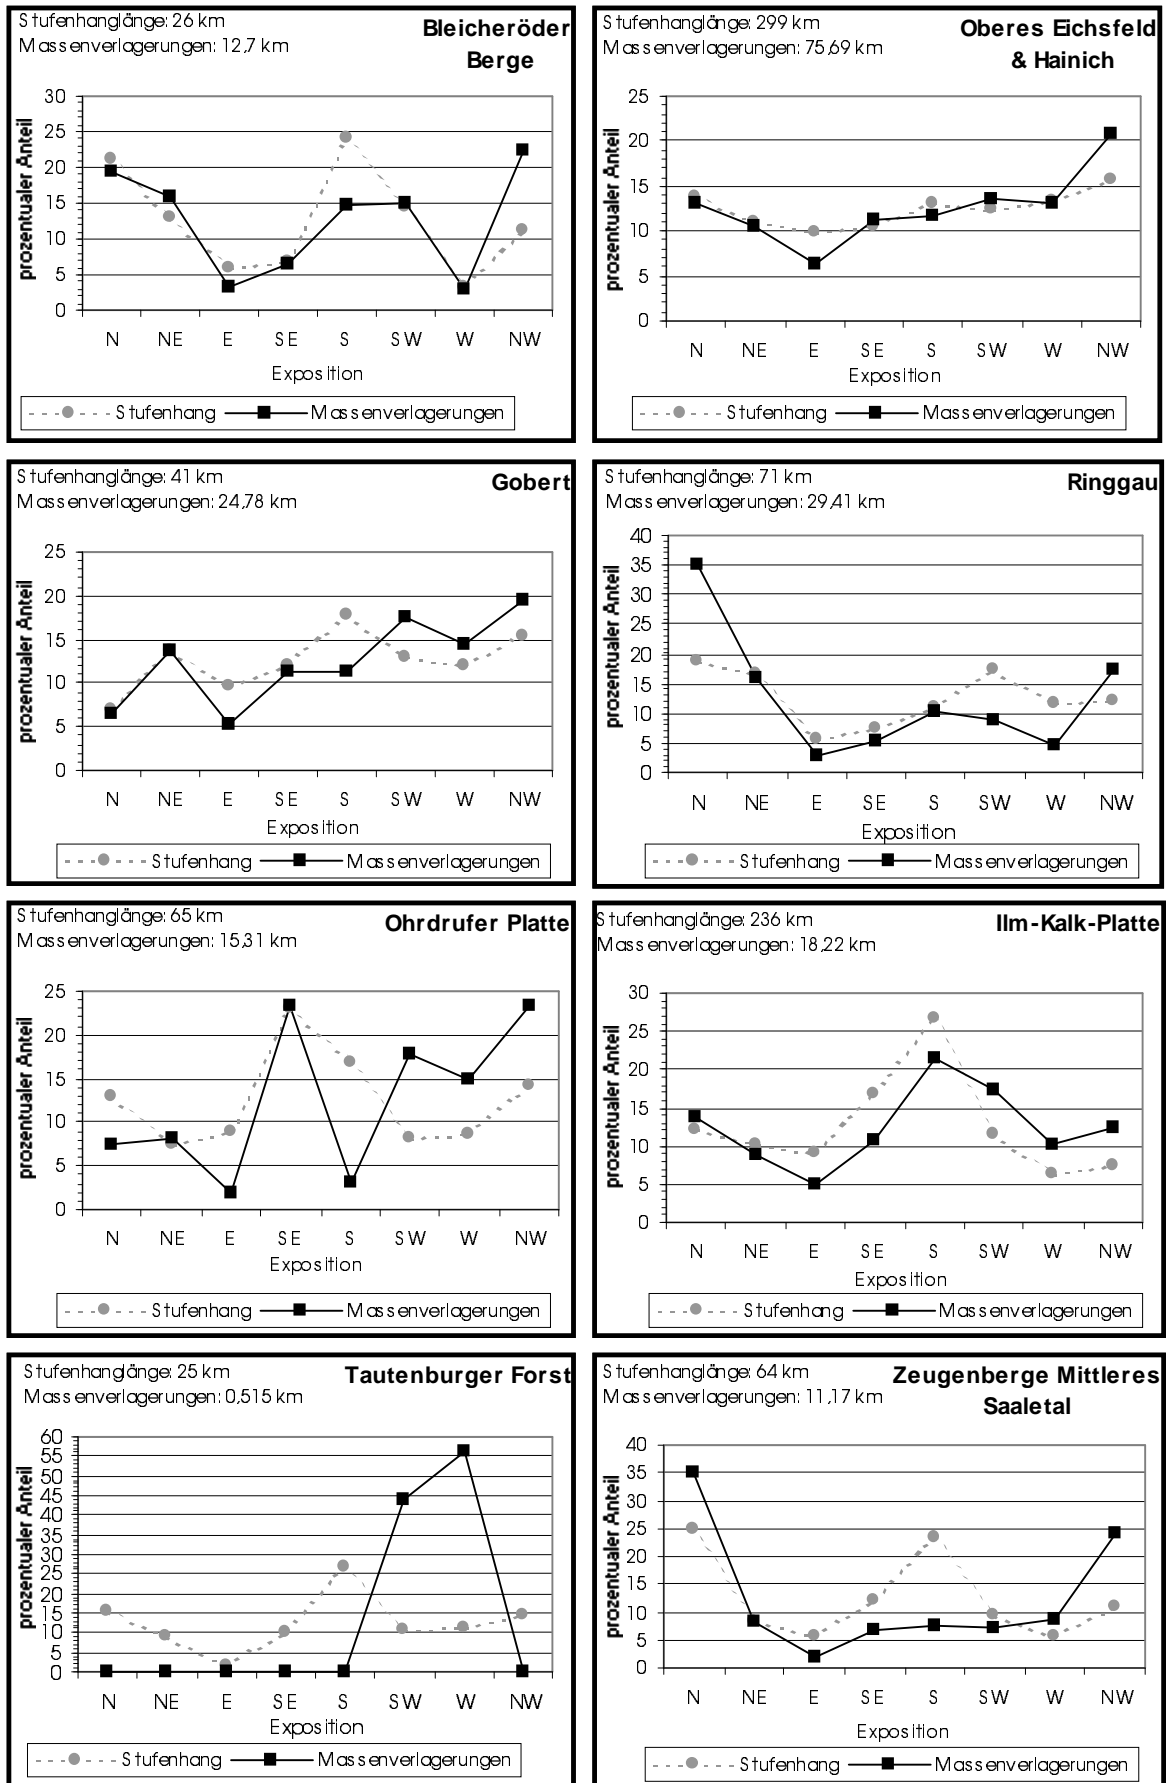 Stufenhanglänge: 26 km
Massenverlagerungen: 12,7 km
Bleicheröder
Berge
30
25
20
15
10
5
0
prozentualer Anteil
N NE E SE S SW W NW
Exposition
Stufenhang Massenverlagerungen
Stufenhanglänge: 299 km
Massenverlagerungen: 75,69 km
Oberes Eichsfeld
& Hainich
25
20
15
10
5
0
prozentualer Anteil
N NE E SE S SW W NW
Exposition
Stufenhang Massenverlagerungen
Stufenhanglänge: 41 km
Massenverlagerungen: 24,78 km
Gobert
25
20
15
10
5
0
prozentualer Anteil
N NE E SE S SW W NW
Exposition
Stufenhang Massenverlagerungen
Stufenhanglänge: 71 km
Massenverlagerungen: 29,41 km
Ringgau
40
35
30
25
20
15
10
5
0
prozentualer Anteil
N NE E SE S SW W NW
Exposition
Stufenhang Massenverlagerungen
Stufenhanglänge: 65 km
Massenverlagerungen: 15,31 km
Ohrdrufer Platte
25
20
15
10
5
0
prozentualer Anteil
N NE E SE S SW W NW
Exposition
Stufenhang Massenverlagerungen
Stufenhanglänge: 236 km
Massenverlagerungen: 18,22 km
Ilm-Kalk-Platte
30
25
20
15
10
5
0
prozentualer Anteil
N NE E SE S SW W NW
Exposition
Stufenhang Massenverlagerungen
Stufenhanglänge: 25 km
Massenverlagerungen: 0,515 km
Tautenburger Forst
60
55
50
45
40
35
30
25
20
15
10
5
0
prozentualer Anteil
N NE E SE S SW W NW
Exposition
Stufenhang Massenverlagerungen
Stufenhanglänge: 64 km
Massenverlagerungen: 11,17 km
Zeugenberge Mittleres
Saaletal
40
35
30
25
20
15
10
5
0
prozentualer Anteil
N NE E SE S SW W NW
Exposition
Stufenhang Massenverlagerungen